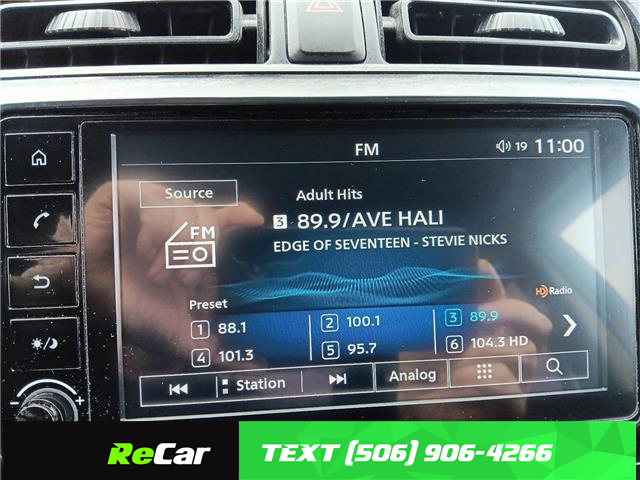 FM
19 11:00
Source
Adult Hits
3 89.9/AVE HALI
FM
EDGE OF SEVENTEEN - STEVIE NICKS
HD Radio
Preset
1 88.1
2 100.1
3 89.9
4 101.3
5 95.7
6 104.3 HD
Station
Analog
ReCar
TEXT (506) 906-4266